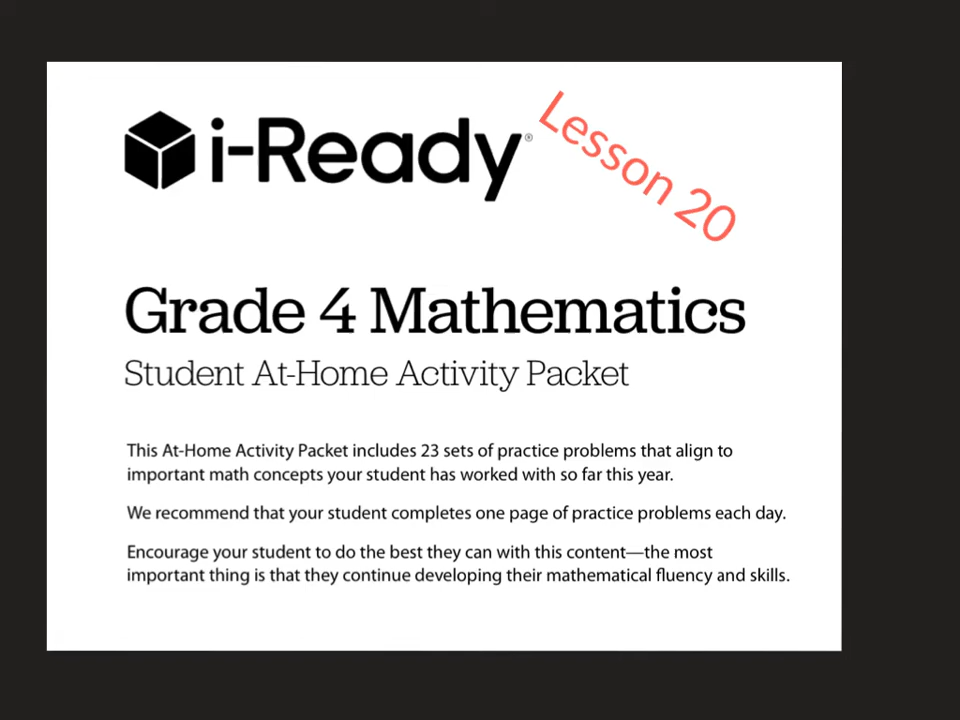 i-Ready®
Lesson 20
Grade 4 Mathematics
Student At-Home Activity Packet
This At-Home Activity Packet includes 23 sets of practice problems that align to
important math concepts your student has worked with so far this year.
We recommend that your student completes one page of practice problems each day.
Encourage your student to do the best they can with this content—the most
important thing is that they continue developing their mathematical fluency and skills.